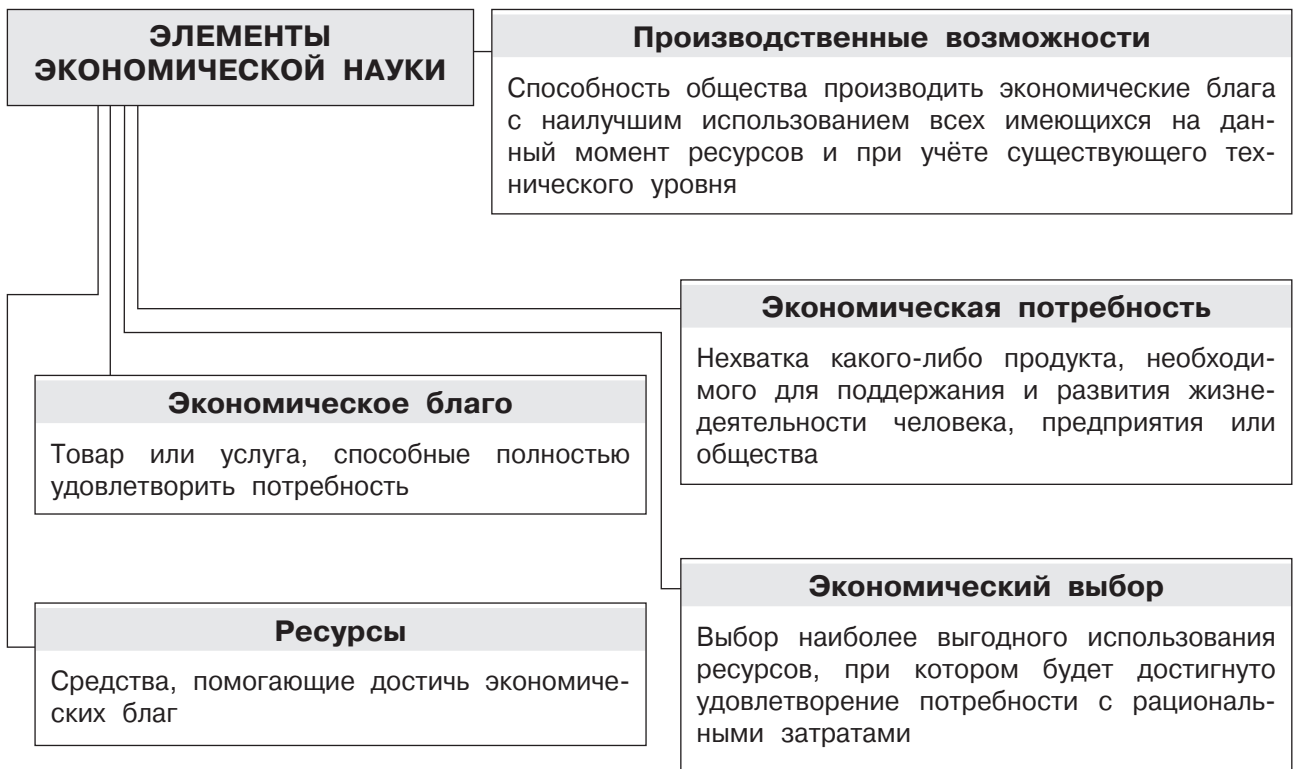 ЭЛЕМЕНТЫ
ЭКОНОМИЧЕСКОЙ НАУКИ
Производственные возможности
Способность общества производить экономические блага
с наилучшим использованием всех имеющихся на дан-
ный момент ресурсов и при учёте существующего тех-
нического уровня
Экономическая потребность
Нехватка какого-либо продукта, необходи-
мого для поддержания и развития жизне-
деятельности человека, предприятия или
общества
Экономическое благо
Товар или услуга, способные полностью
удовлетворить потребность
Экономический выбор
Выбор наиболее выгодного использования
ресурсов, при котором будет достигнуто
удовлетворение потребности с рациональ-
ными затратами
Ресурсы
Средства, помогающие достичь экономиче-
ских благ